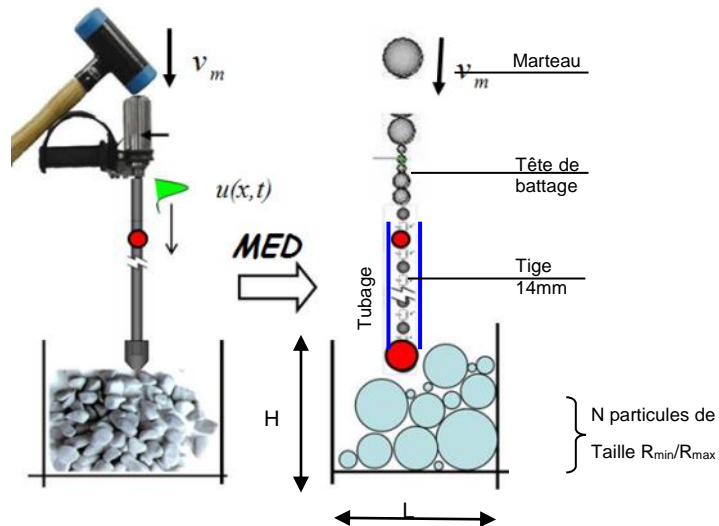 v_m
u(x,t)
MED
Marteau
v_m
Tête de
battage
Tige
14mm
Tubage
H
N particules de
Taille R_min/R_max
L